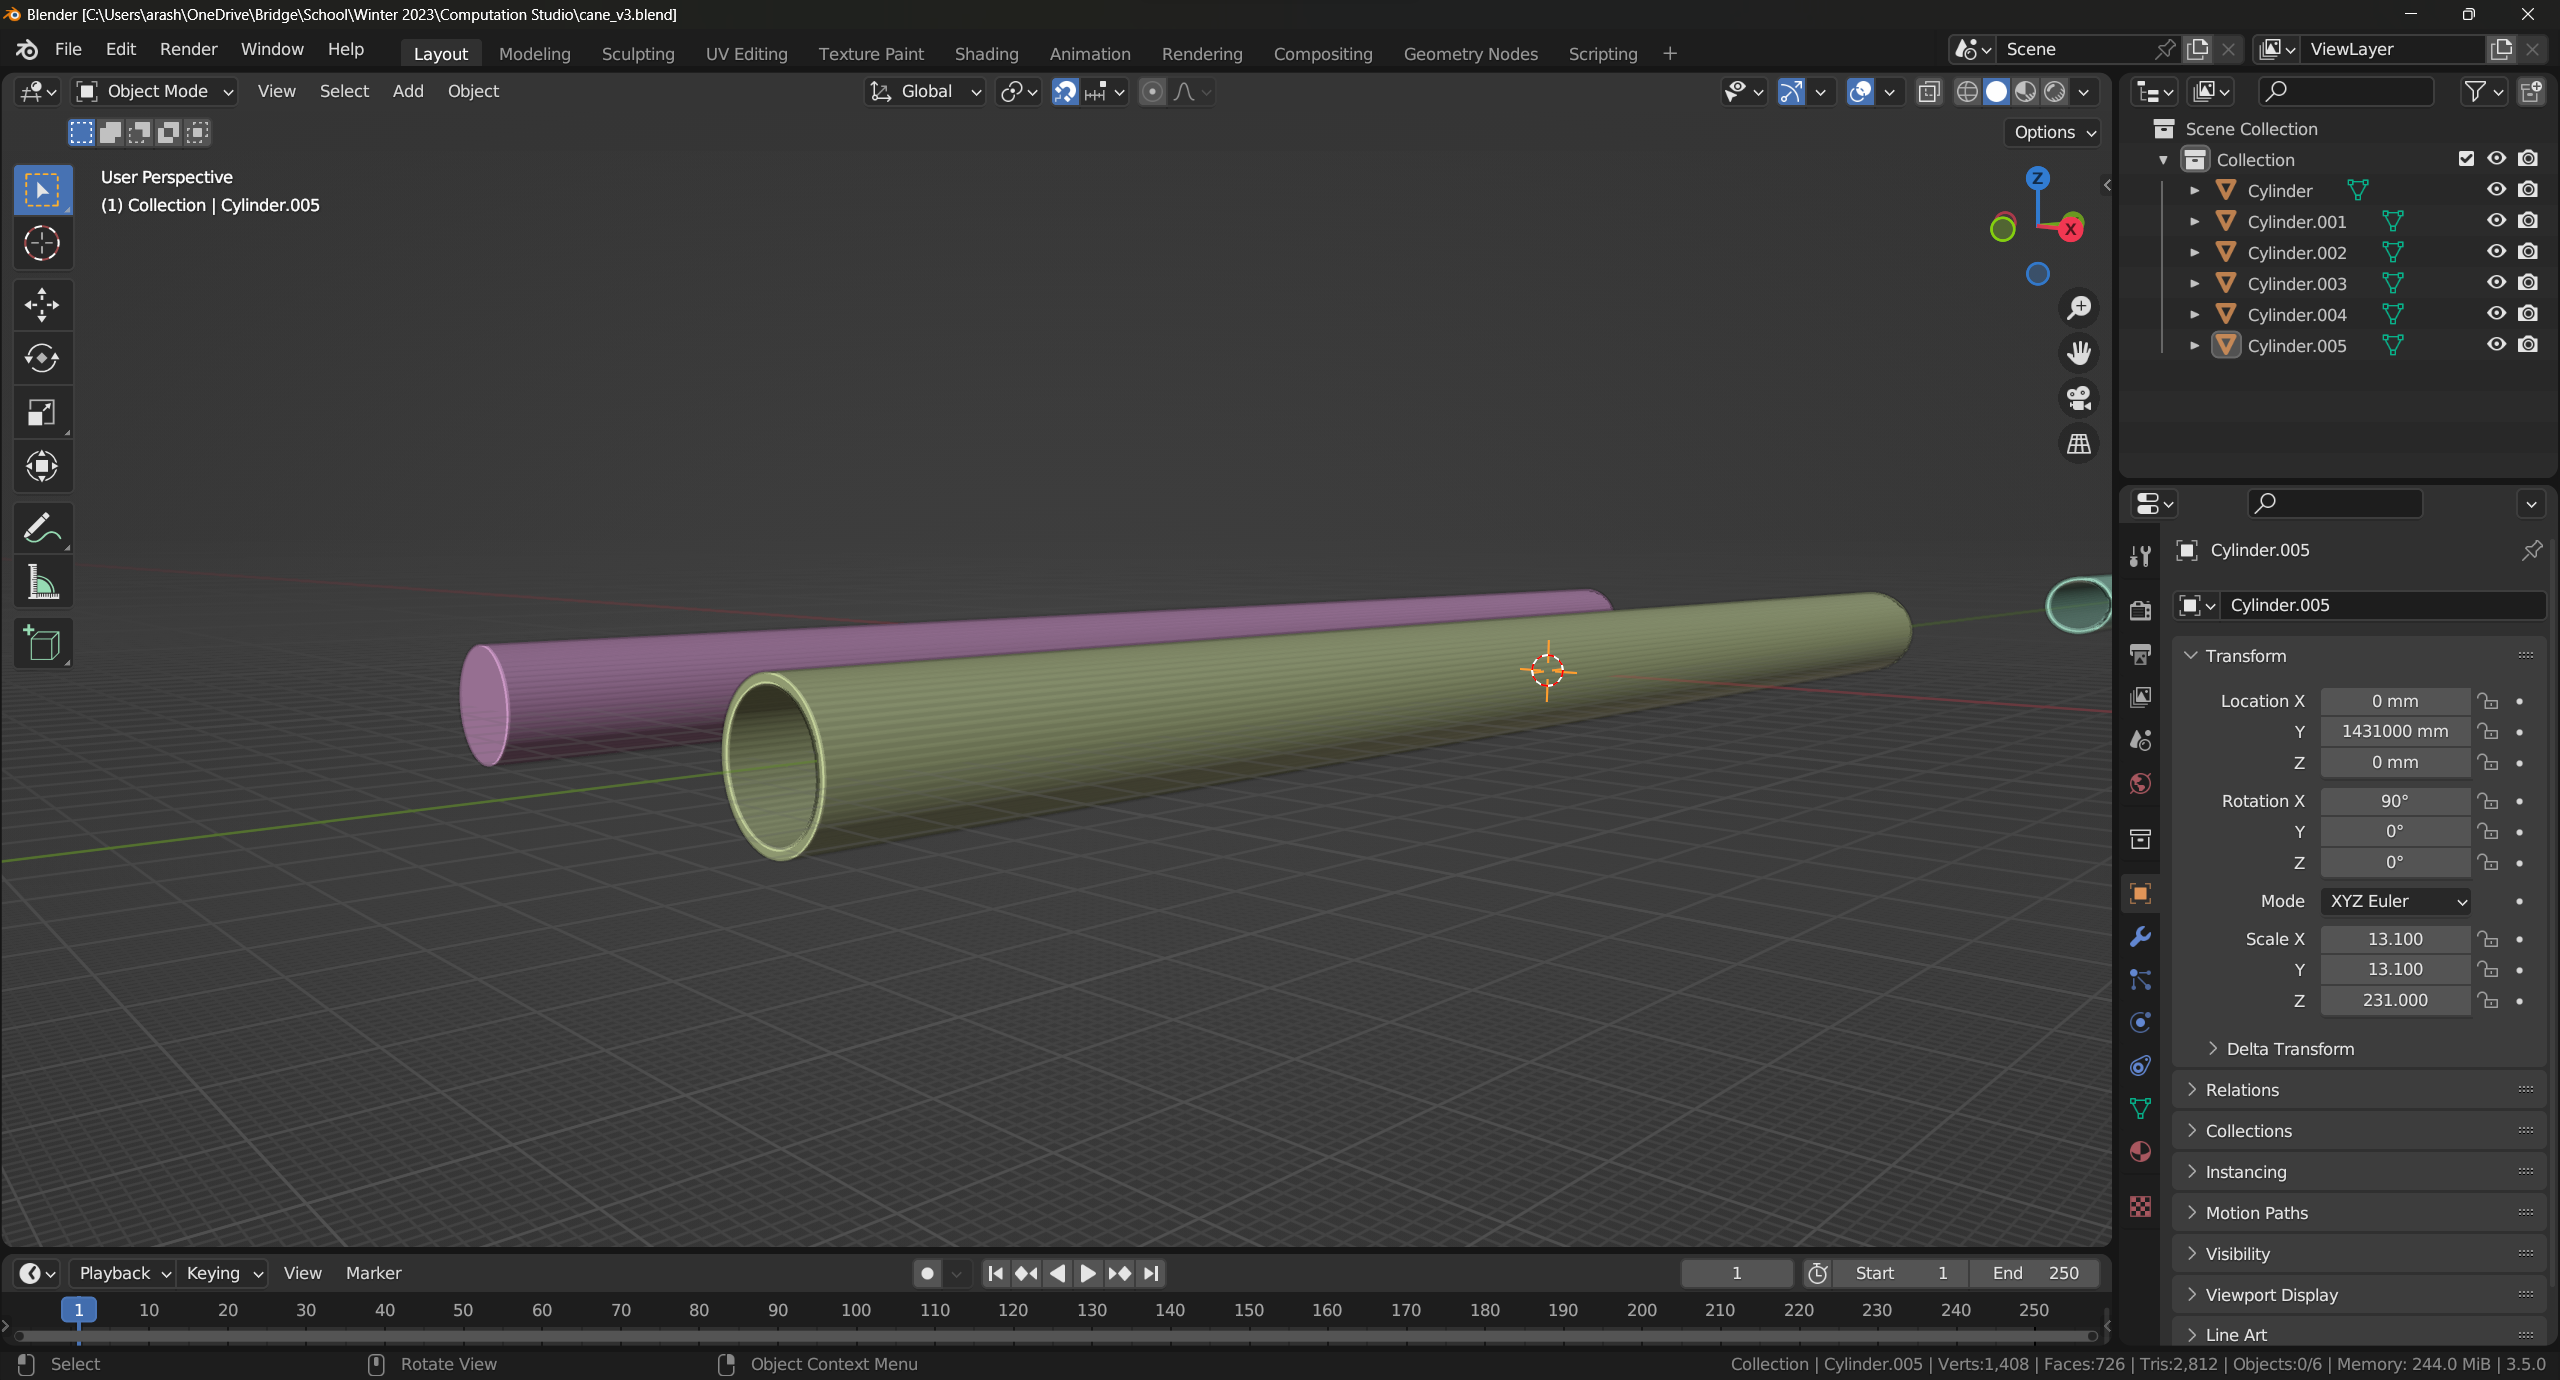 Blender [C:\Users\arash\OneDrive\Bridge\School\Winter 2023\Computation Studio\cane_v3.blend]
File Edit Render Window Help Layout Modeling Sculpting UV Editing Texture Paint Shading Animation Rendering Compositing Geometry Nodes Scripting + Scene ViewLayer
Object Mode View Select Add Object Global
Options
User Perspective
(1) Collection | Cylinder.005
Z
X
Scene Collection
Collection
Cylinder
Cylinder.001
Cylinder.002
Cylinder.003
Cylinder.004
Cylinder.005
Cylinder.005
Cylinder.005
Transform
Location X 0 mm
Y 1431000 mm
Z 0 mm
Rotation X 90°
Y 0°
Z 0°
Mode XYZ Euler
Scale X 13.100
Y 13.100
Z 231.000
Delta Transform
Relations
Collections
Instancing
Motion Paths
Visibility
Viewport Display
Line Art
Playback Keying View Marker 1 Start 1 End 250
1 10 20 30 40 50 60 70 80 90 100 110 120 130 140 150 160 170 180 190 200 210 220 230 240 250
Select Rotate View Object Context Menu Collection | Cylinder.005 | Verts:1,408 | Faces:726 | Tris:2,812 | Objects:0/6 | Memory: 244.0 MiB | 3.5.0